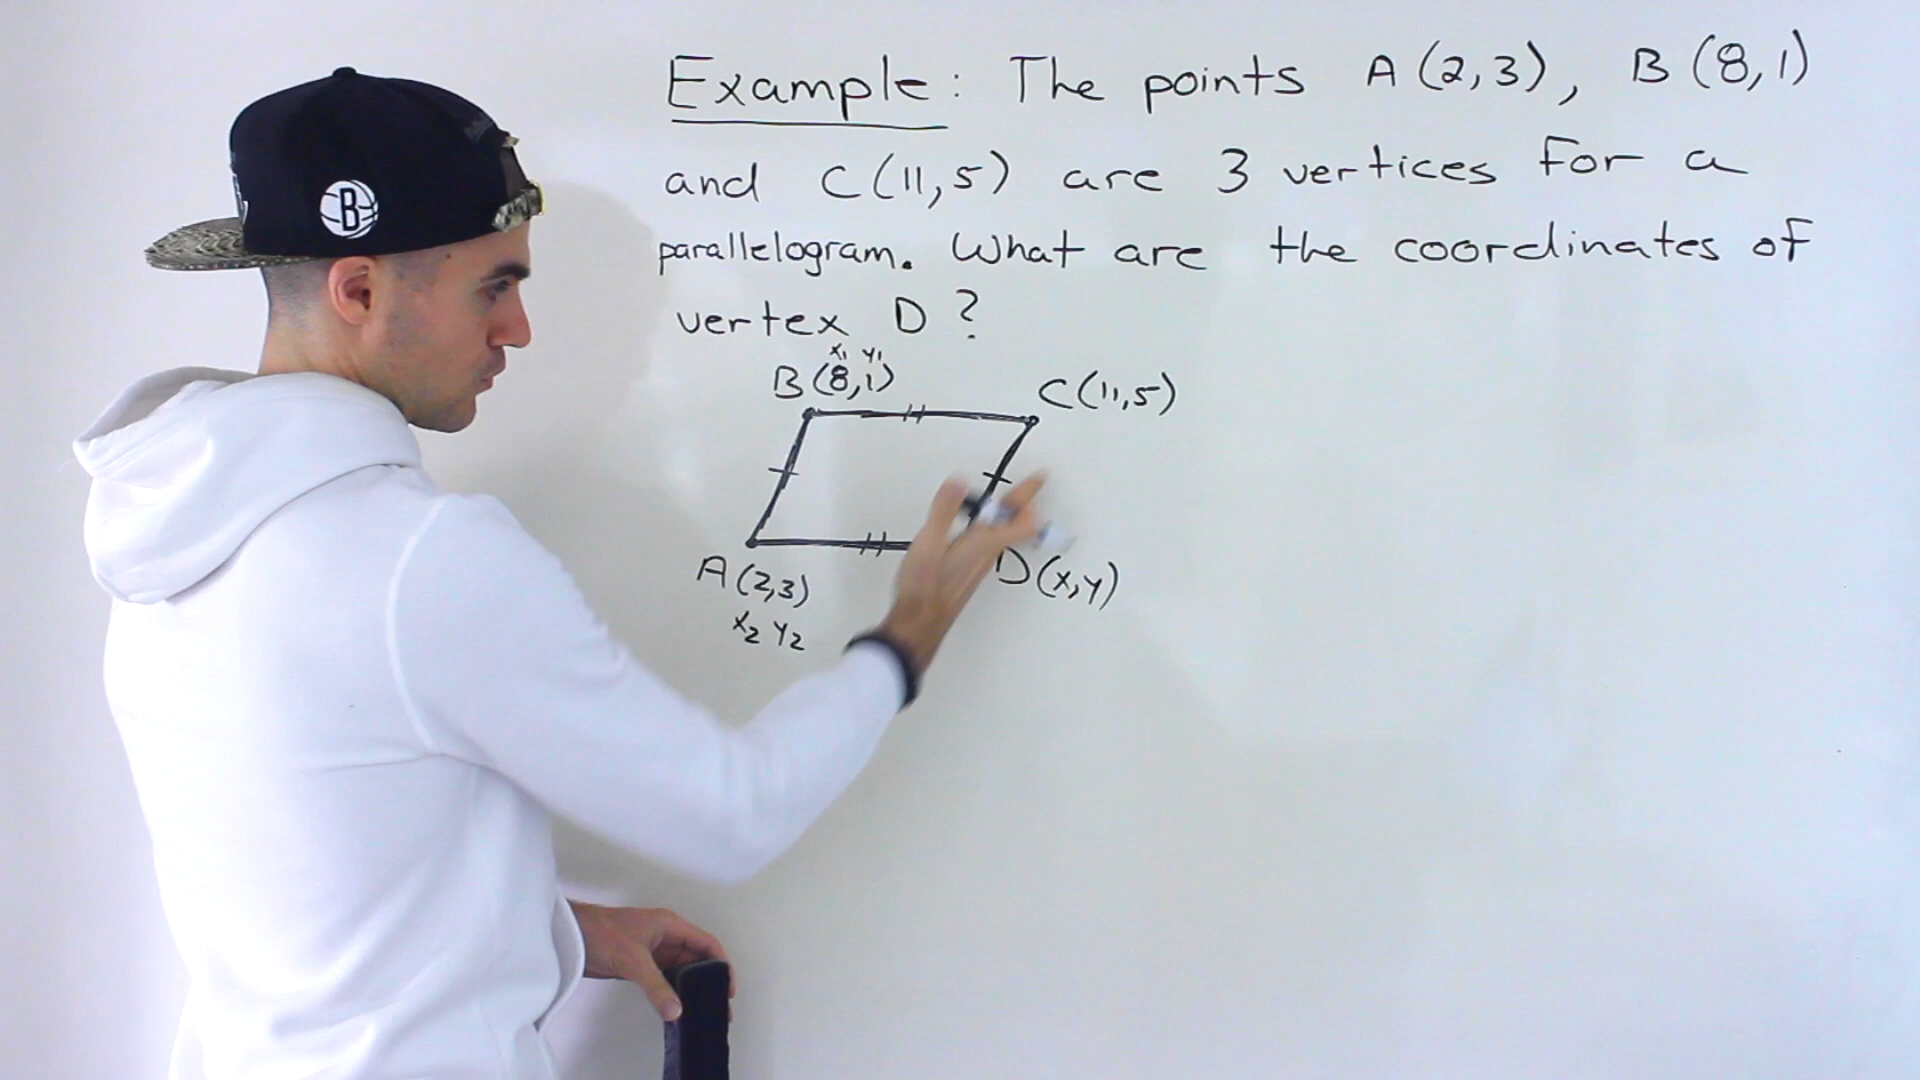 Example: The points A(2,3), B(8,1)
and C(11,5) are 3 vertices for a
parallelogram. What are the coordinates of
vertex D?
x₁ y₁
B(8,1)
C(11,5)
A(2,3)
D(x,y)
x₂ y₂
B